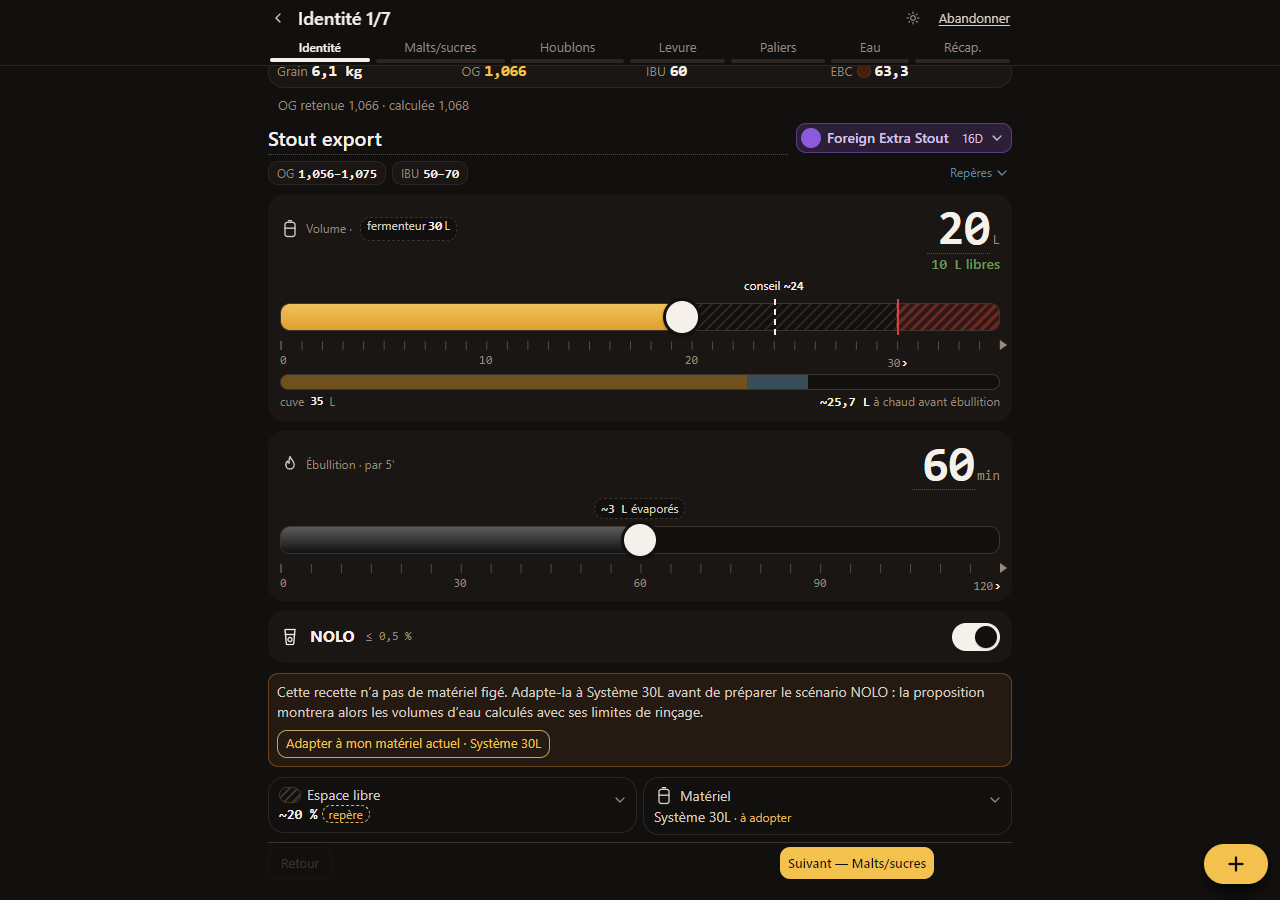 Identité 1/7
Abandonner
Identité Malts/sucres Houblons Levure Paliers Eau Récap.
Grain 6,1 kg OG 1,066 IBU 60 EBC 63,3
OG retenue 1,066 · calculée 1,068
Stout export
Foreign Extra Stout 16D
OG 1,056–1,075 IBU 50–70
Repères
Volume · fermenteur 30 L
20 L
10 L libres
conseil ~24
0 10 20 30 ›
cuve 35 L
~25,7 L à chaud avant ébullition
Ébullition · par 5′
60 min
~3 L évaporés
0 30 60 90 120 ›
NOLO ≤ 0,5 %
Cette recette n’a pas de matériel figé. Adapte-la à Système 30L avant de préparer le scénario NOLO : la proposition
montrera alors les volumes d’eau calculés avec ses limites de rinçage.
Adapter à mon matériel actuel · Système 30L
Espace libre
~20 % repère
Matériel
Système 30L · à adopter
Retour
Suivant — Malts/sucres
+